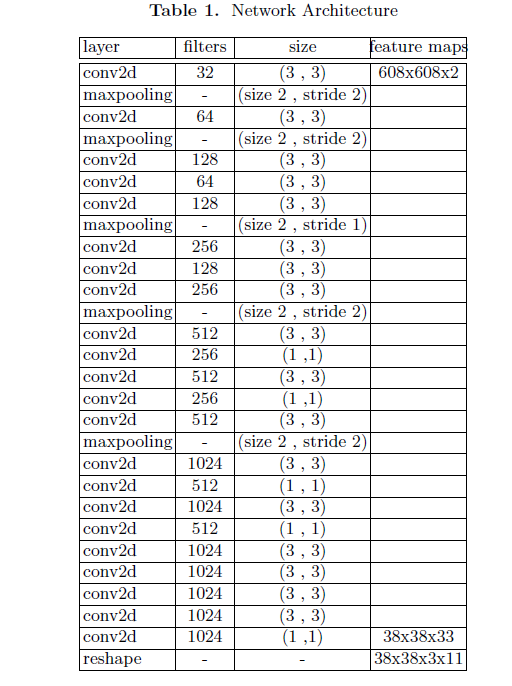 Table 1. Network Architecture
layer filters size feature maps
conv2d 32 (3 , 3) 608x608x2
maxpooling - (size 2 , stride 2)
conv2d 64 (3 , 3)
maxpooling - (size 2 , stride 2)
conv2d 128 (3 , 3)
conv2d 64 (3 , 3)
conv2d 128 (3 , 3)
maxpooling - (size 2 , stride 1)
conv2d 256 (3 , 3)
conv2d 128 (3 , 3)
conv2d 256 (3 , 3)
maxpooling - (size 2 , stride 2)
conv2d 512 (3 , 3)
conv2d 256 (1 ,1)
conv2d 512 (3 , 3)
conv2d 256 (1 ,1)
conv2d 512 (3 , 3)
maxpooling - (size 2 , stride 2)
conv2d 1024 (3 , 3)
conv2d 512 (1 , 1)
conv2d 1024 (3 , 3)
conv2d 512 (1 , 1)
conv2d 1024 (3 , 3)
conv2d 1024 (3 , 3)
conv2d 1024 (3 , 3)
conv2d 1024 (3 , 3)
conv2d 1024 (1 ,1) 38x38x33
reshape - - 38x38x3x11